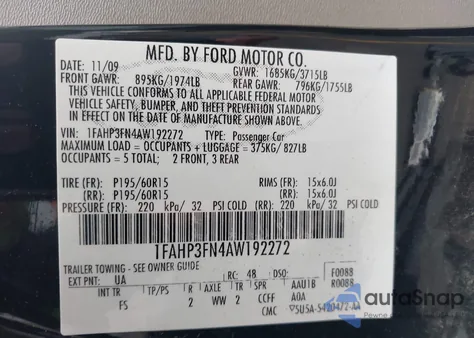 MFD. BY FORD MOTOR CO.
DATE: 11/09 GVWR: 1685KG/3715LB
FRONT GAWR: 895KG/1974LB REAR GAWR: 796KG/1755LB
THIS VEHICLE CONFORMS TO ALL APPLICABLE FEDERAL MOTOR
VEHICLE SAFETY, BUMPER, AND THEFT PREVENTION STANDARDS
IN EFFECT ON THE DATE OF MANUFACTURE SHOWN ABOVE.
VIN: 1FAHP3FN4AW192272 TYPE: Passenger Car
MAXIMUM LOAD = OCCUPANTS + LUGGAGE = 375KG/827LB
OCCUPANTS = 5 TOTAL: 2 FRONT, 3 REAR
TIRE (FR): P195/60R15 RIMS (FR): 15x6.0J
(RR): P195/60R15 (RR): 15x6.0J
PRESSURE (FR): 220 kPa/ 32 PSI COLD (RR): 220 kPa/ 32 PSI COLD
1FAHP3FN4AW192272
TRAILER TOWING - SEE OWNER GUIDE
EXT PNT: UA RC: 48 DSO: F0088
INT TR TP/PS R AX TR SPR AAU1B R0088
FS 2 WW 2 CCFF A0A
CMC
autoSnap